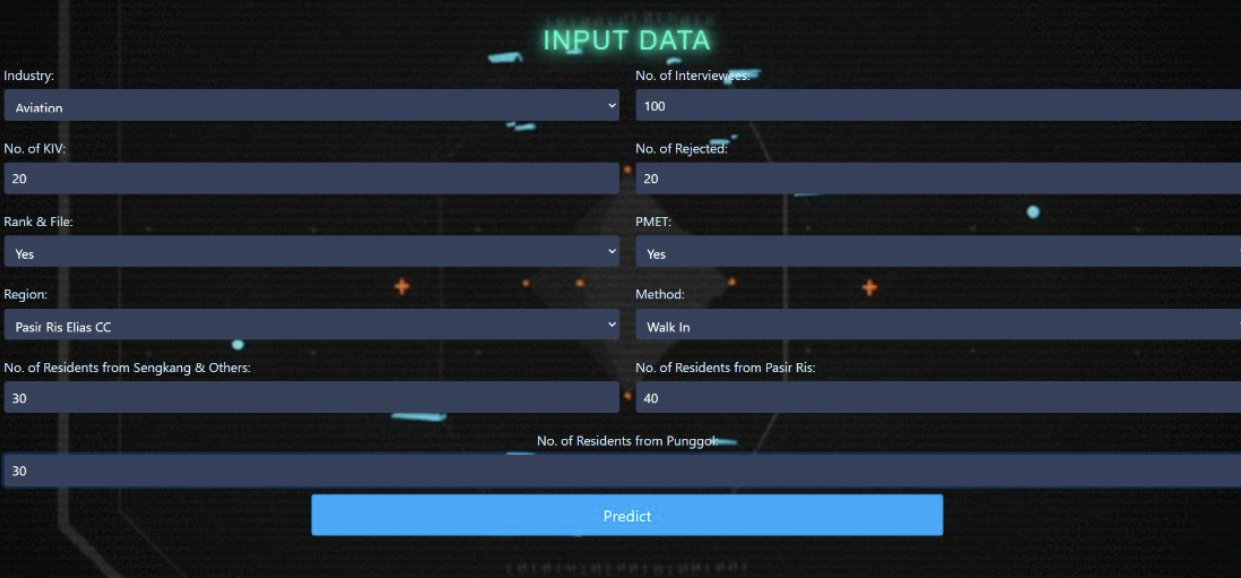 INPUT DATA
Industry: No. of Interviewees:
Aviation 100
No. of KIV: No. of Rejected:
20 20
Rank & File: PMET:
Yes Yes
Region: Method:
Pasir Ris Elias CC Walk In
No. of Residents from Sengkang & Others: No. of Residents from Pasir Ris:
30 40
No. of Residents from Punggol:
30
Predict